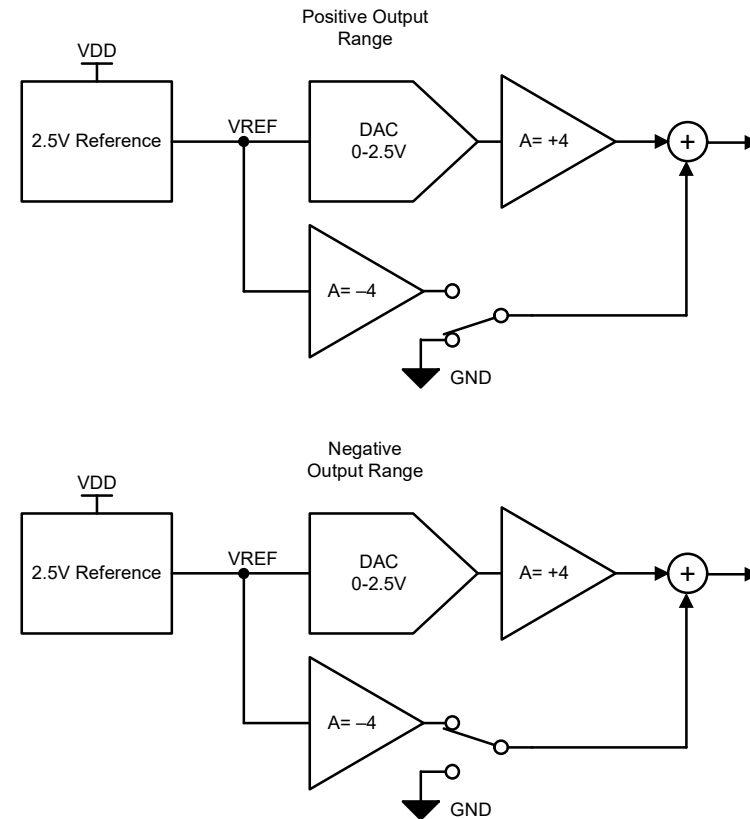 Positive Output
Range
VDD
2.5V Reference
VREF
DAC
0-2.5V
A= +4
+
A= –4
GND
Negative
Output Range
VDD
2.5V Reference
VREF
DAC
0-2.5V
A= +4
+
A= –4
GND